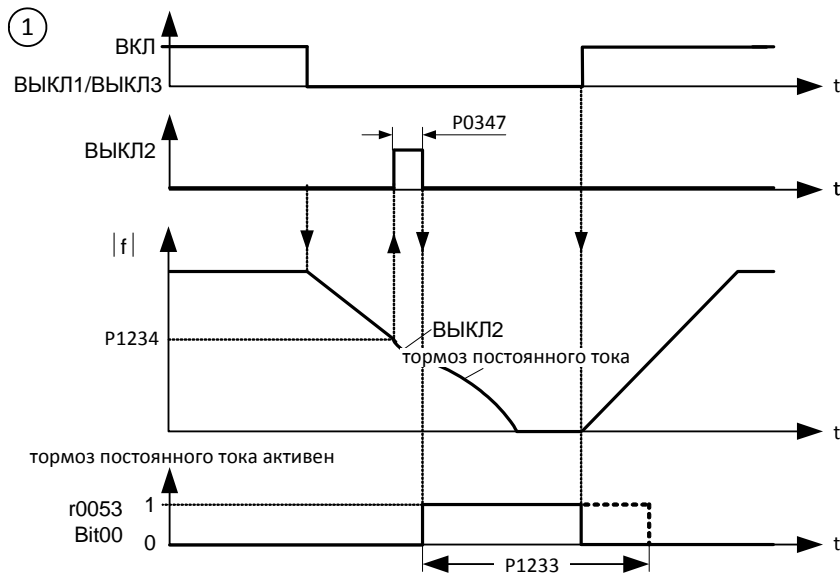 1
ВКЛ
ВЫКЛ1/ВЫКЛ3
t
P0347
ВЫКЛ2
t
|f|
P1234
ВЫКЛ2
тормоз постоянного тока
t
тормоз постоянного тока активен
r0053
Bit00
1
0
t
P1233